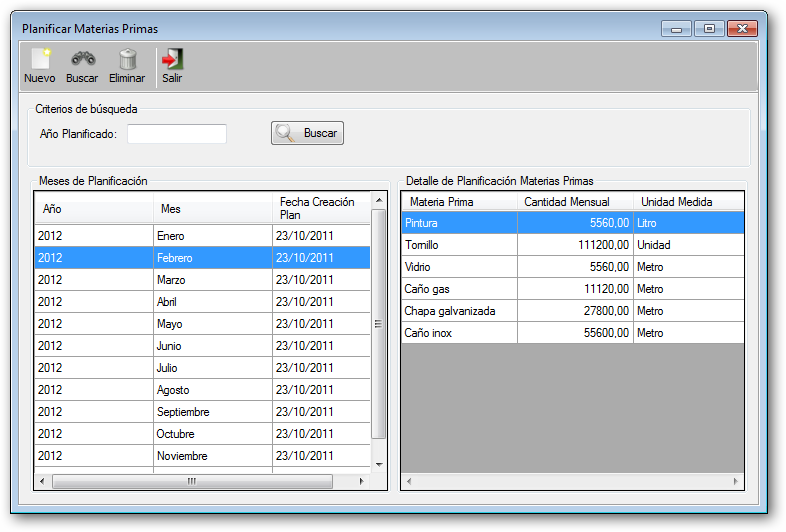 Planificar Materias Primas
Nuevo Buscar Eliminar Salir
Criterios de búsqueda
Año Planificado: Buscar
Meses de Planificación
Año Mes Fecha Creación Plan
2012 Enero 23/10/2011
2012 Febrero 23/10/2011
2012 Marzo 23/10/2011
2012 Abril 23/10/2011
2012 Mayo 23/10/2011
2012 Junio 23/10/2011
2012 Julio 23/10/2011
2012 Agosto 23/10/2011
2012 Septiembre 23/10/2011
2012 Octubre 23/10/2011
2012 Noviembre 23/10/2011
Detalle de Planificación Materias Primas
Materia Prima Cantidad Mensual Unidad Medida
Pintura 5560,00 Litro
Tornillo 111200,00 Unidad
Vidrio 5560,00 Metro
Caño gas 11120,00 Metro
Chapa galvanizada 27800,00 Metro
Caño inox 55600,00 Metro